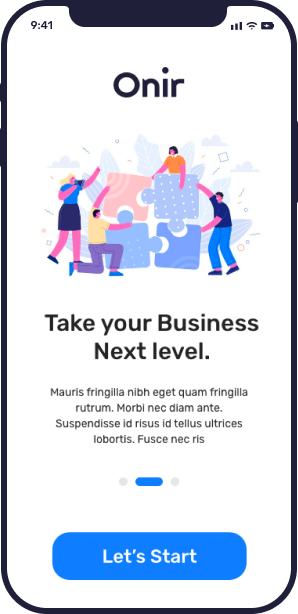 9:41
Onir
Take your Business
Next level.
Mauris fringilla nibh eget quam fringilla
rutrum. Morbi nec diam ante.
Suspendisse id risus id tellus ultrices
lobortis. Fusce nec ris
Let's Start